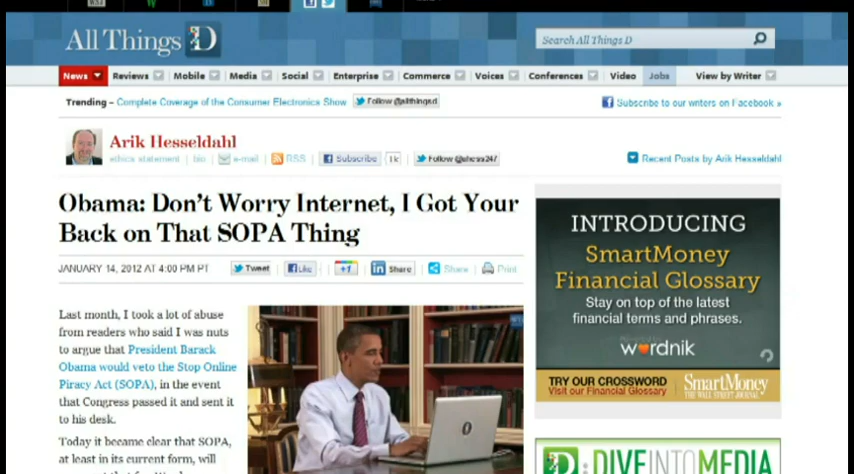 All Things D
Search All Things D
News Reviews Mobile Media Social Enterprise Commerce Voices Conferences Video Jobs View by Writer
Trending – Complete Coverage of the Consumer Electronics Show Follow @allthingsd Subscribe to our writers on Facebook »
Arik Hesseldahl
ethics statement | bio | e-mail | RSS | Subscribe 1k Follow @ahess247 Recent Posts by Arik Hesseldahl
Obama: Don't Worry Internet, I Got Your
Back on That SOPA Thing
JANUARY 14, 2012 AT 4:00 PM PT Tweet Like +1 Share Share Print
Last month, I took a lot of abuse
from readers who said I was nuts
to argue that President Barack
Obama would veto the Stop Online
Piracy Act (SOPA), in the event
that Congress passed it and sent it
to his desk.
Today it became clear that SOPA,
at least in its current form, will
INTRODUCING
SmartMoney
Financial Glossary
Stay on top of the latest
financial terms and phrases.
wordnik
TRY OUR CROSSWORD
Visit our Financial Glossary
SmartMoney
THE WALL STREET JOURNAL
D: DIVEINTOMEDIA